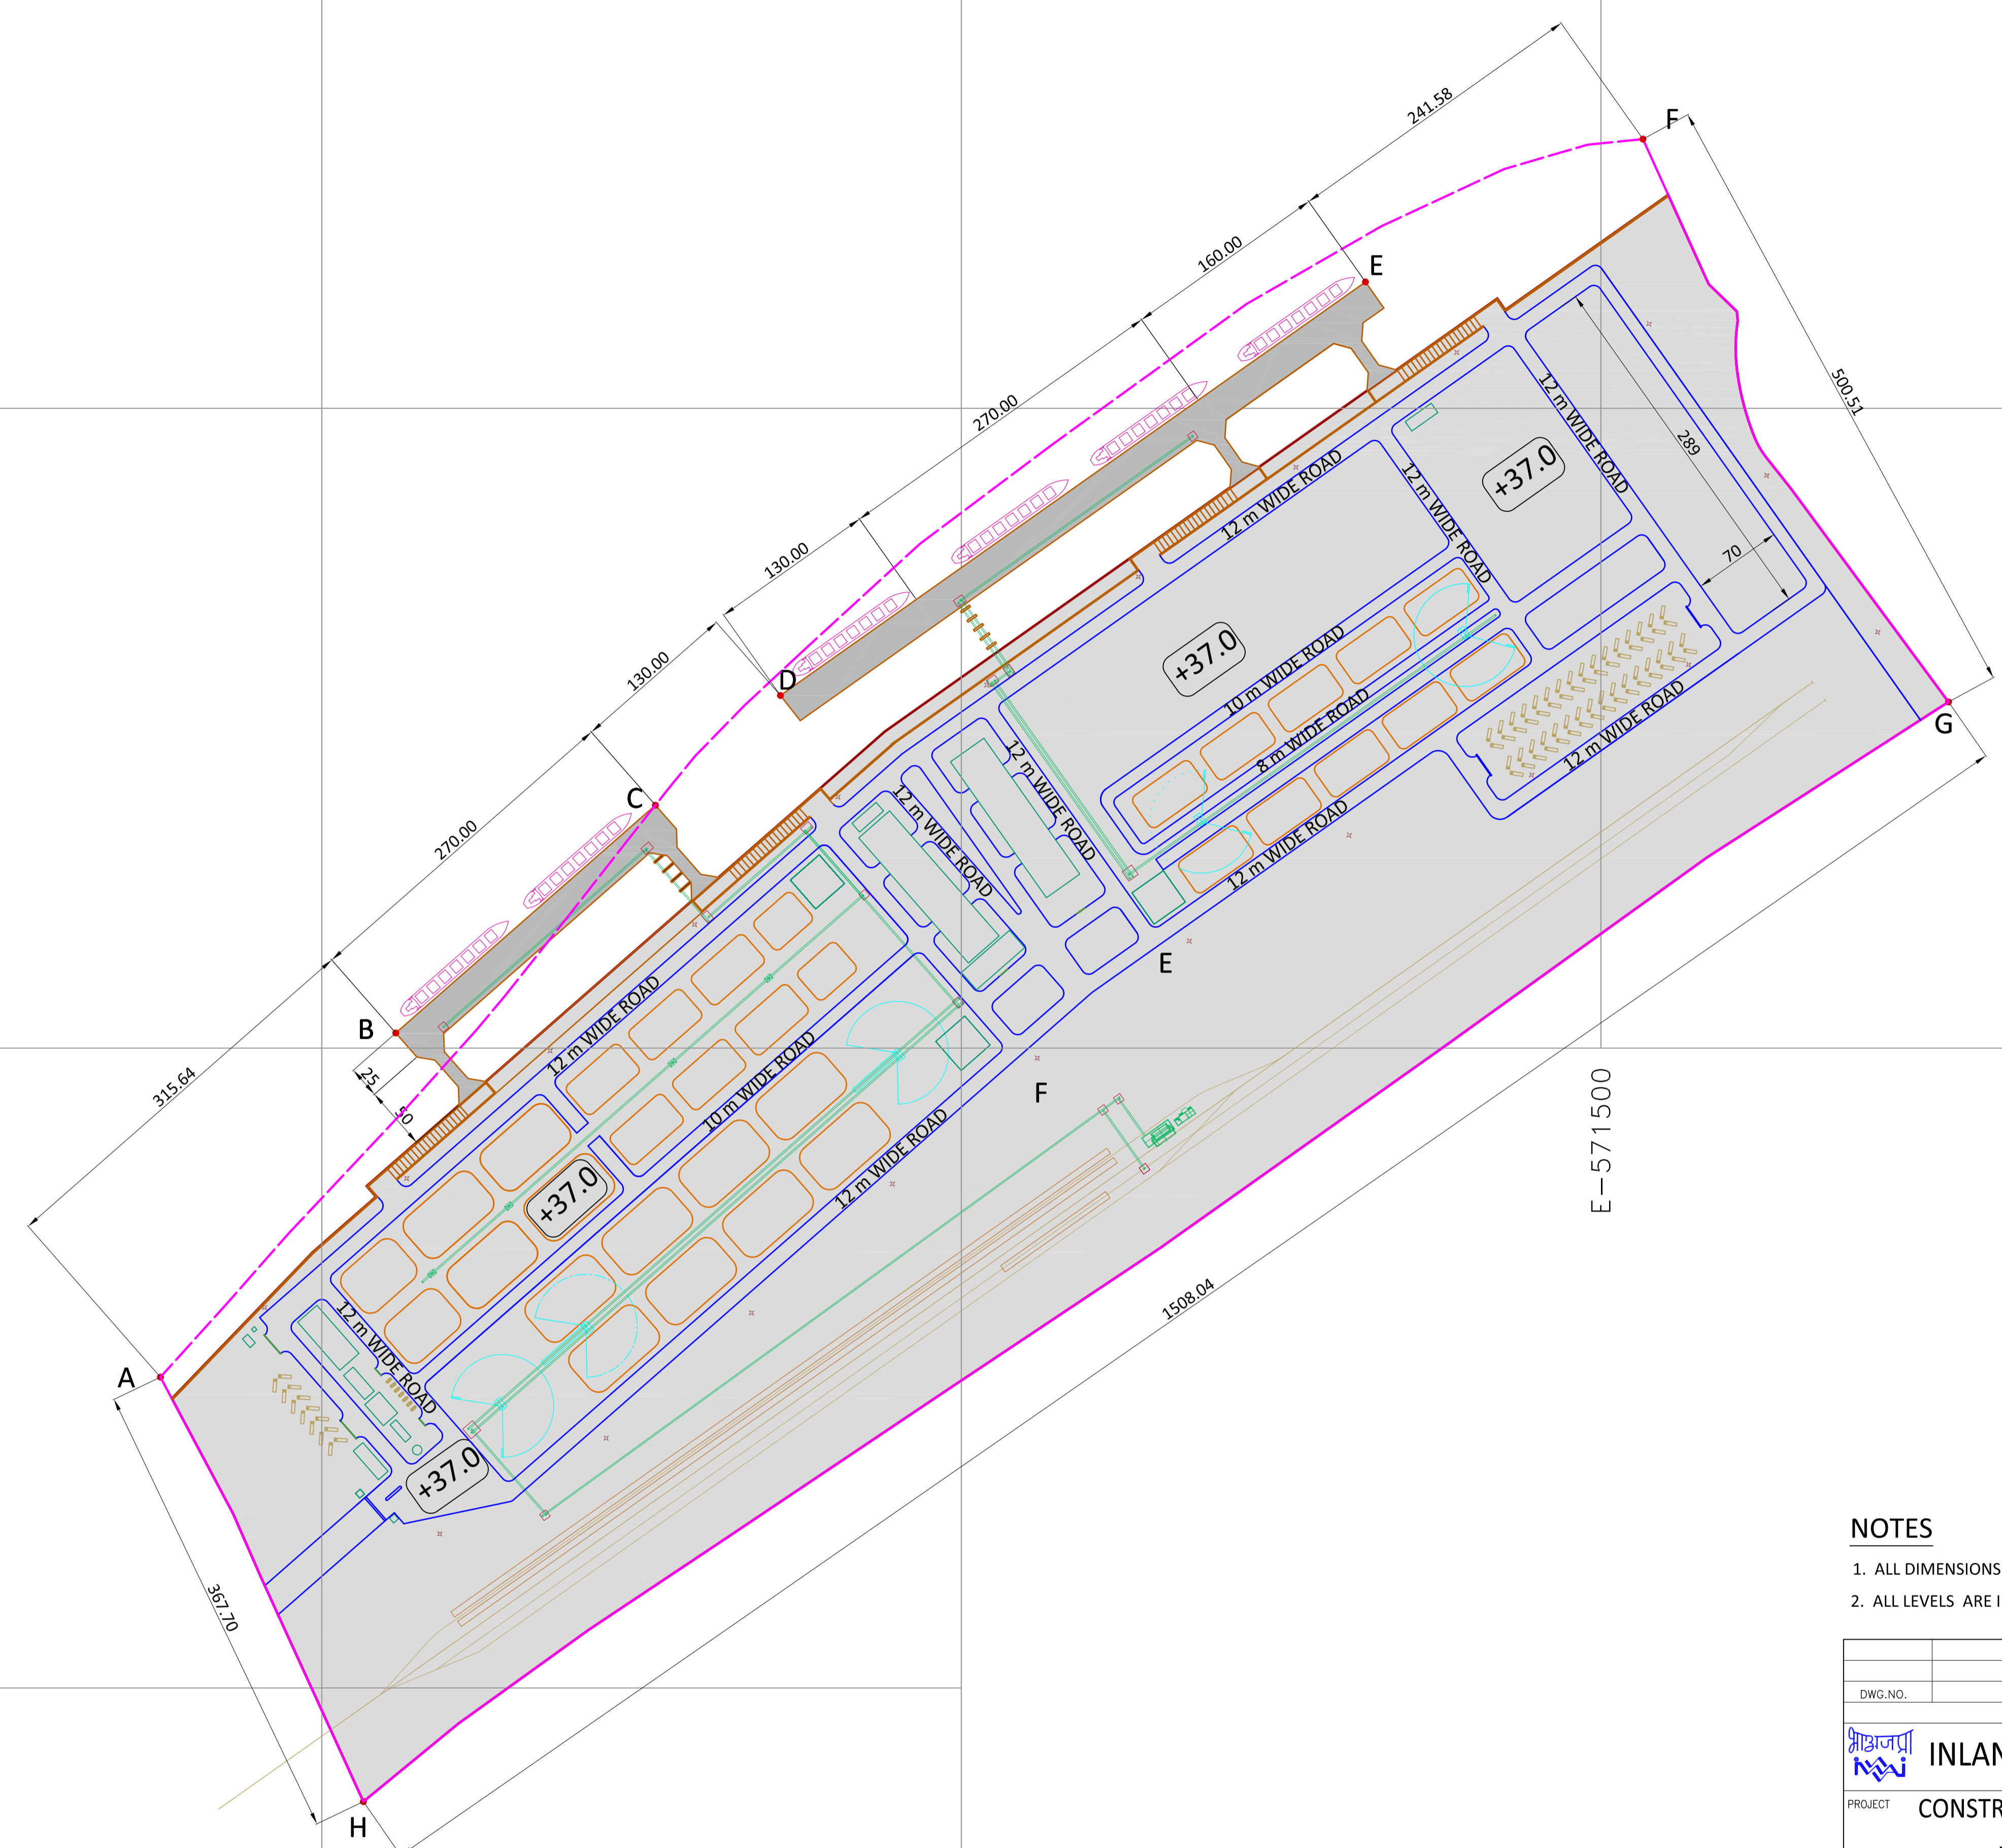 241.58
F
160.00
E
270.00
500.51
12 m WIDE ROAD
289
+37.0
12 m WIDE ROAD
12 m WIDE ROAD
130.00
70
D
130.00
+37.0
10 m WIDE ROAD
8 m WIDE ROAD
12 m WIDE ROAD
G
12 m WIDE ROAD
12 m WIDE ROAD
12 m WIDE ROAD
C
270.00
E
B
12 m WIDE ROAD
10 m WIDE ROAD
315.64
25
50
F
E-571500
12 m WIDE ROAD
+37.0
1508.04
12 m WIDE ROAD
A
+37.0
367.70
H
NOTES
1. ALL DIMENSIONS
2. ALL LEVELS ARE I
DWG.NO.
भाअजप्रा
iwai
INLAN
PROJECT
CONSTR